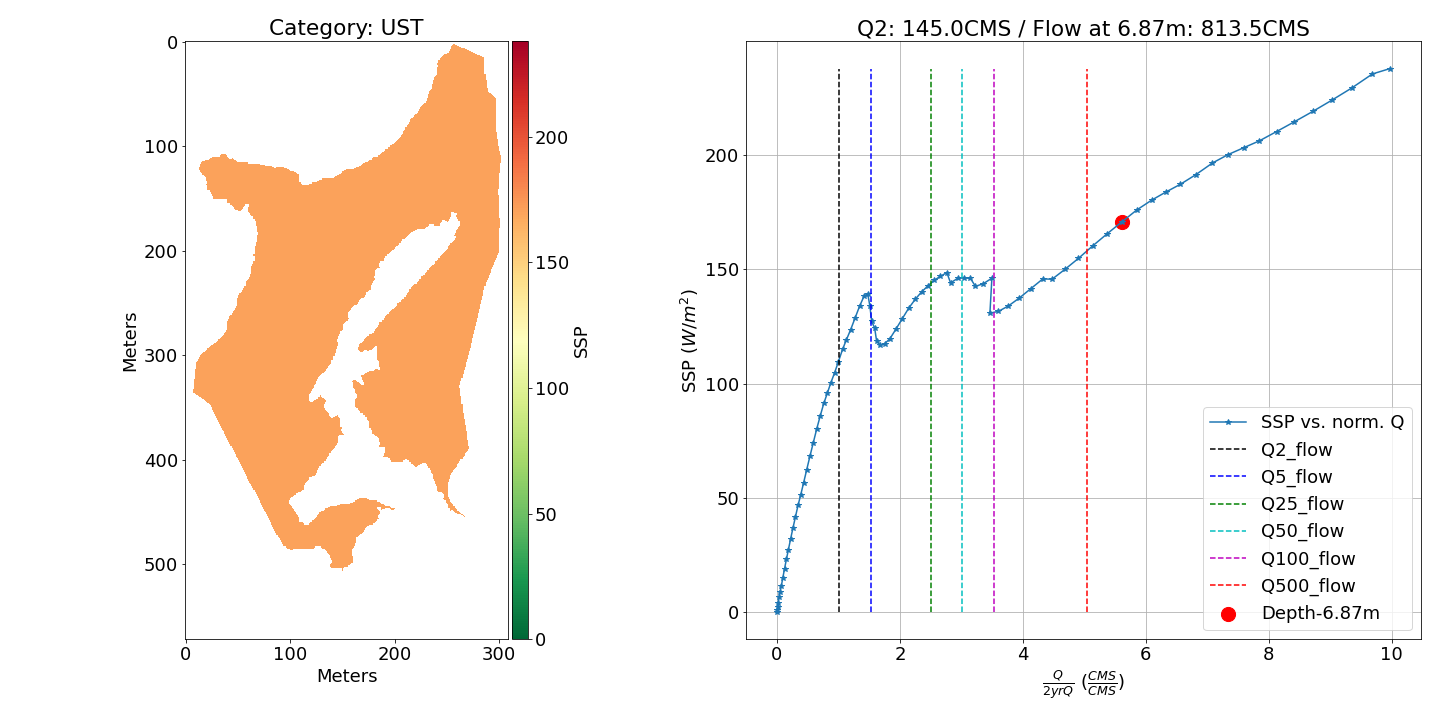 Category: UST
0
100
200
300
400
500
Meters
0
100
200
300
Meters
200
150
100
50
0
SSP
Q2: 145.0CMS / Flow at 6.87m: 813.5CMS
200
150
100
50
0
SSP (W/m²)
0
2
4
6
8
10
Q/2yrQ (CMS/CMS)
SSP vs. norm. Q
Q2_flow
Q5_flow
Q25_flow
Q50_flow
Q100_flow
Q500_flow
Depth-6.87m